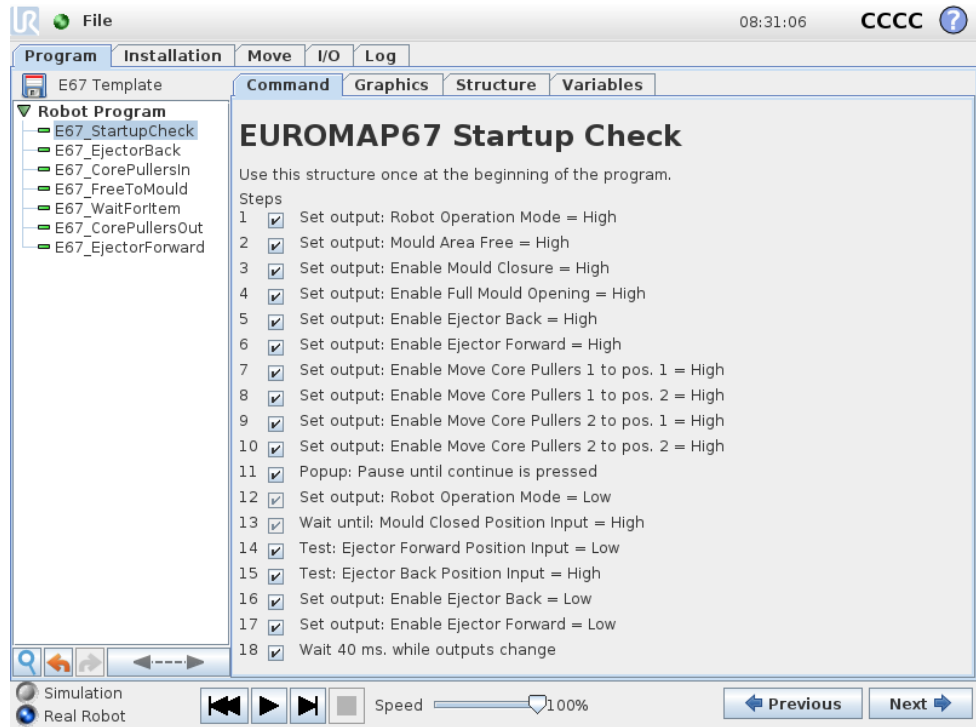 UR File 08:31:06 CCCC ?
Program Installation Move I/O Log
E67 Template
Command Graphics Structure Variables
Robot Program
E67_StartupCheck
E67_EjectorBack
E67_CorePullersIn
E67_FreeToMould
E67_WaitForItem
E67_CorePullersOut
E67_EjectorForward
EUROMAP67 Startup Check
Use this structure once at the beginning of the program.
Steps
1 Set output: Robot Operation Mode = High
2 Set output: Mould Area Free = High
3 Set output: Enable Mould Closure = High
4 Set output: Enable Full Mould Opening = High
5 Set output: Enable Ejector Back = High
6 Set output: Enable Ejector Forward = High
7 Set output: Enable Move Core Pullers 1 to pos. 1 = High
8 Set output: Enable Move Core Pullers 1 to pos. 2 = High
9 Set output: Enable Move Core Pullers 2 to pos. 1 = High
10 Set output: Enable Move Core Pullers 2 to pos. 2 = High
11 Popup: Pause until continue is pressed
12 Set output: Robot Operation Mode = Low
13 Wait until: Mould Closed Position Input = High
14 Test: Ejector Forward Position Input = Low
15 Test: Ejector Back Position Input = High
16 Set output: Enable Ejector Back = Low
17 Set output: Enable Ejector Forward = Low
18 Wait 40 ms. while outputs change
Simulation
Real Robot
Speed 100%
Previous Next